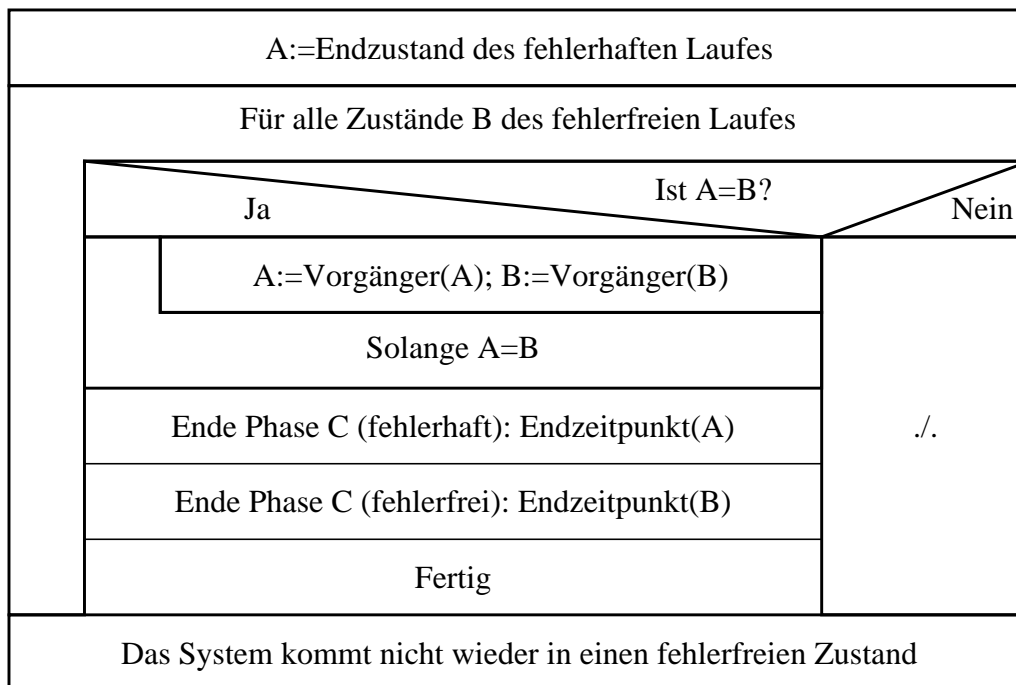 A:=Endzustand des fehlerhaften Laufes
Für alle Zustände B des fehlerfreien Laufes
Ist A=B?
Ja
Nein
A:=Vorgänger(A); B:=Vorgänger(B)
Solange A=B
Ende Phase C (fehlerhaft): Endzeitpunkt(A)
./.
Ende Phase C (fehlerfrei): Endzeitpunkt(B)
Fertig
Das System kommt nicht wieder in einen fehlerfreien Zustand